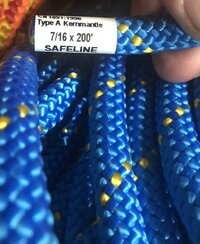 Type A Kernmantle
7/16 x 200'
SAFELINE